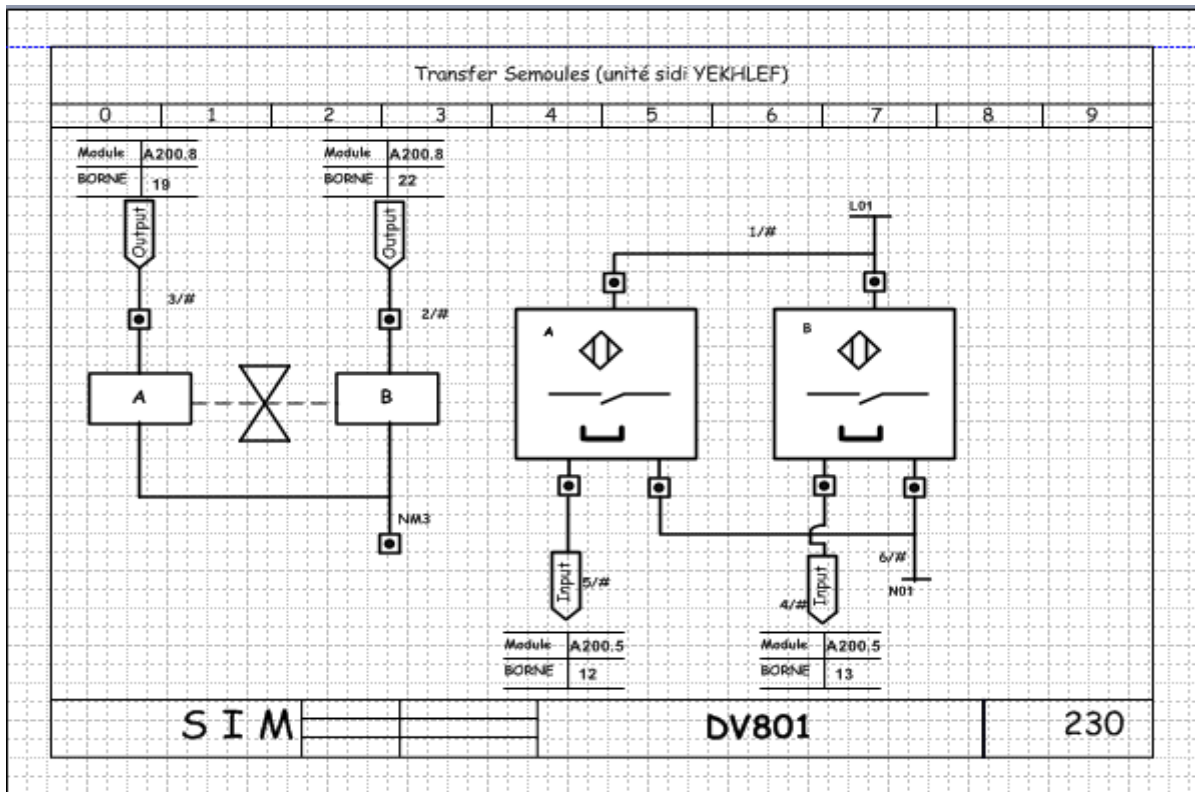 Transfer Semoules (unité sidi YEKHLEF)
0 1 2 3 4 5 6 7 8 9
Module A200.8
BORNE 19
Output
3/#
A
Module A200.8
BORNE 22
Output
2/#
B
NM3
L01
1/#
A
B
5/#
Input
6/#
N01
4/#
Input
Module A200.5
BORNE 12
Module A200.5
BORNE 13
S I M
DV801
230